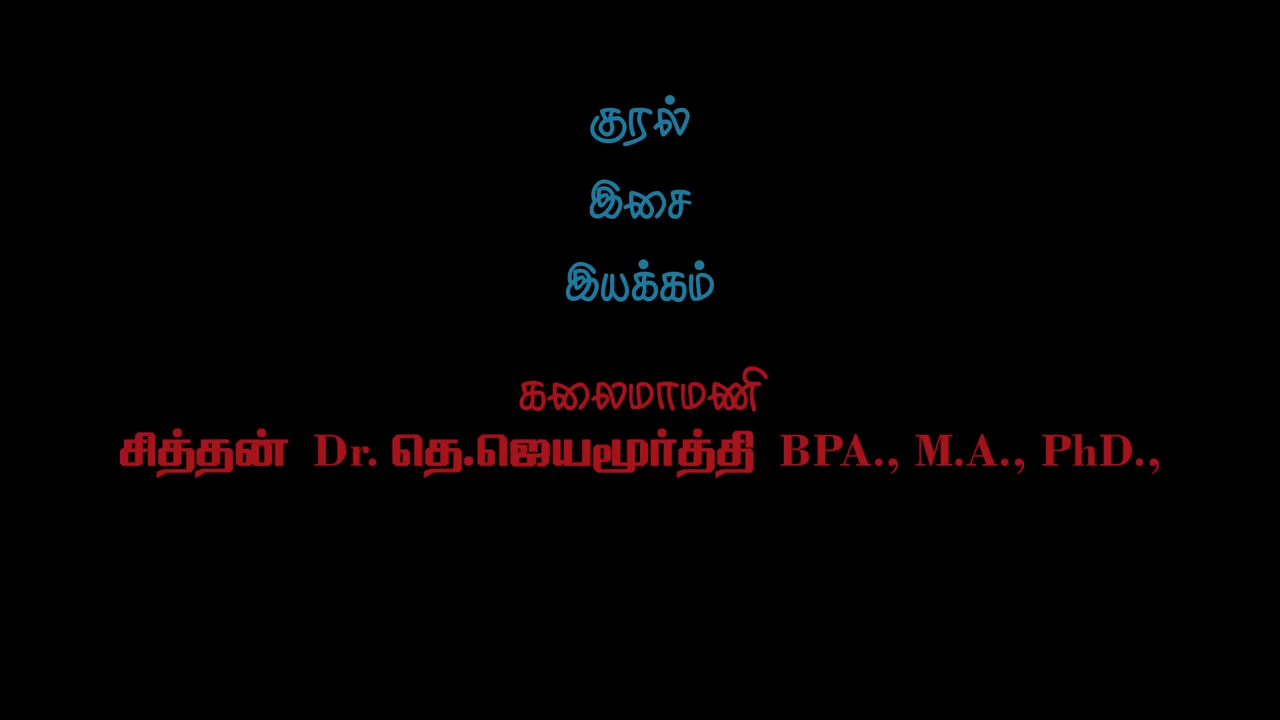 குரல்
இசை
இயக்கம்
கலைமாமணி
சித்தன் Dr. தெ.ஜெயமூர்த்தி BPA., M.A., PhD.,